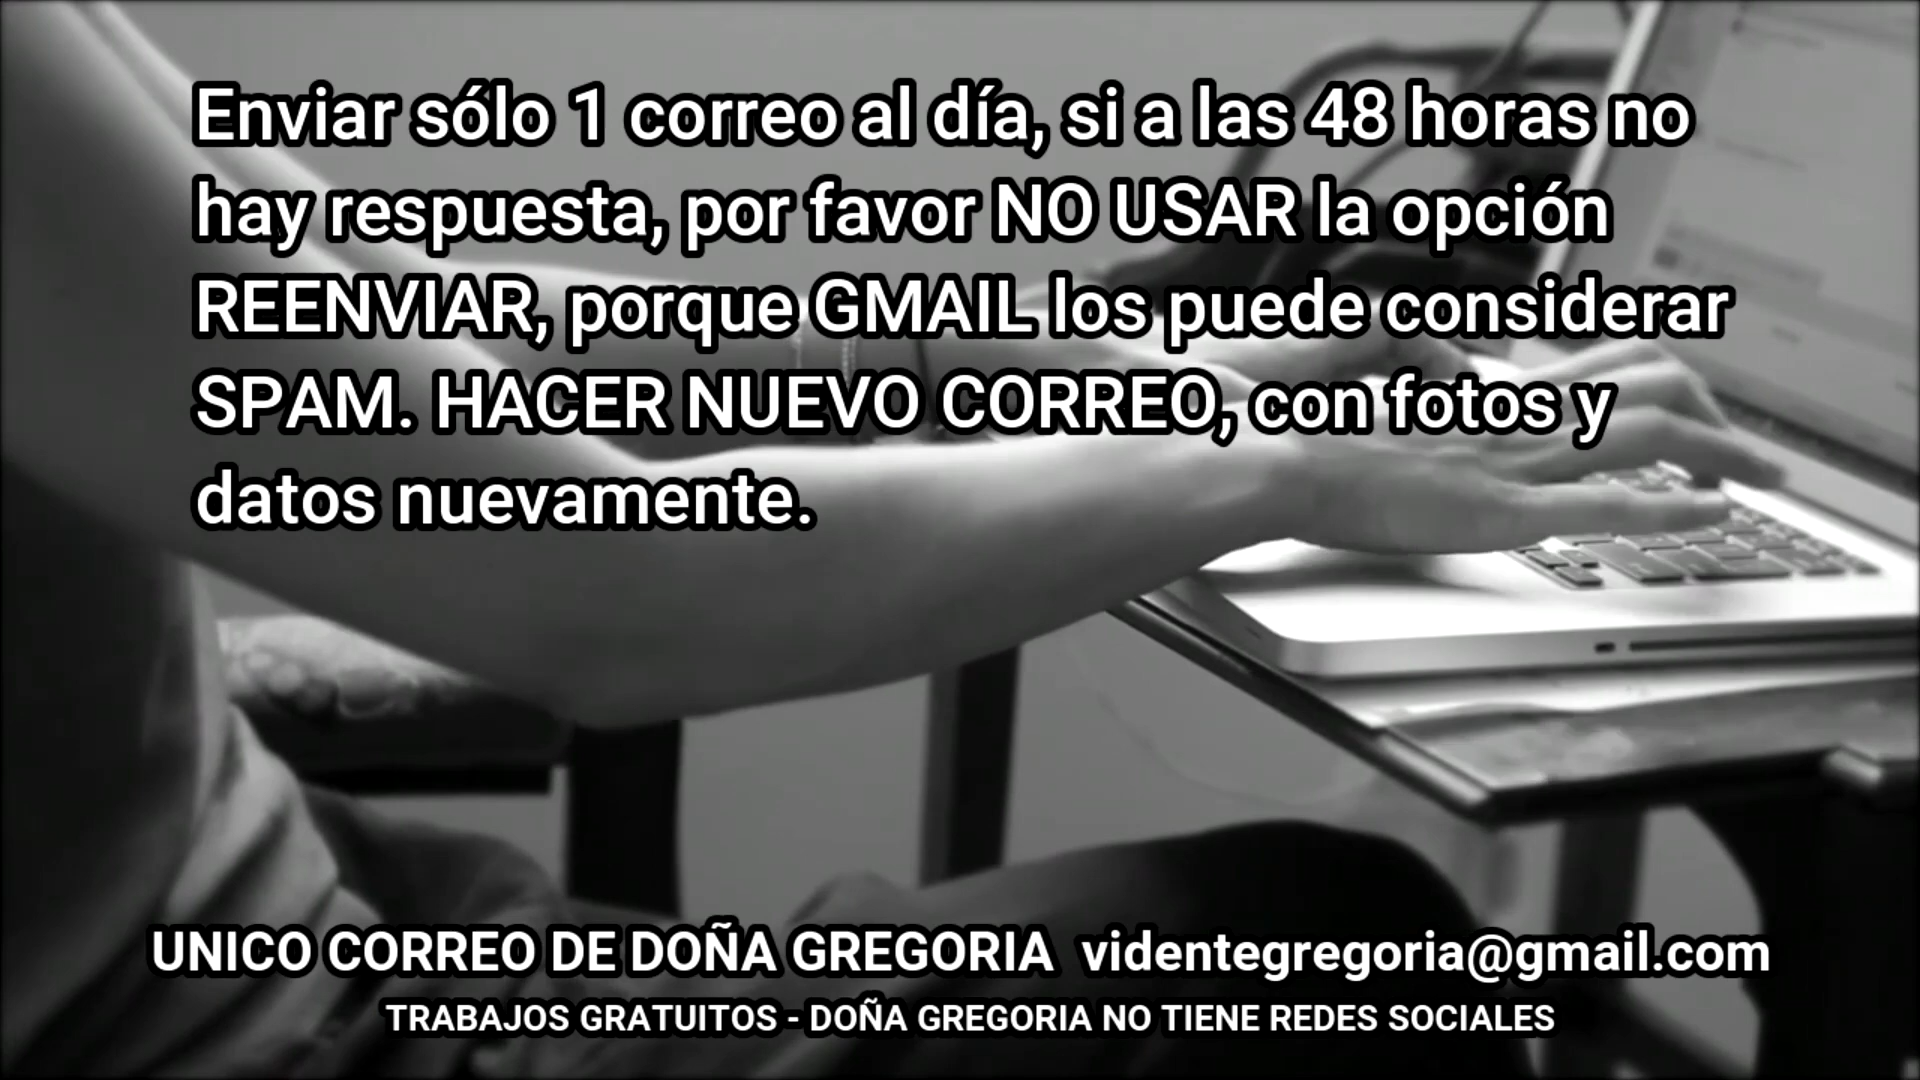 Enviar sólo 1 correo al día, si a las 48 horas no
hay respuesta, por favor NO USAR la opción
REENVIAR, porque GMAIL los puede considerar
SPAM. HACER NUEVO CORREO, con fotos y
datos nuevamente.
UNICO CORREO DE DOÑA GREGORIA videntegregoria@gmail.com
TRABAJOS GRATUITOS - DOÑA GREGORIA NO TIENE REDES SOCIALES